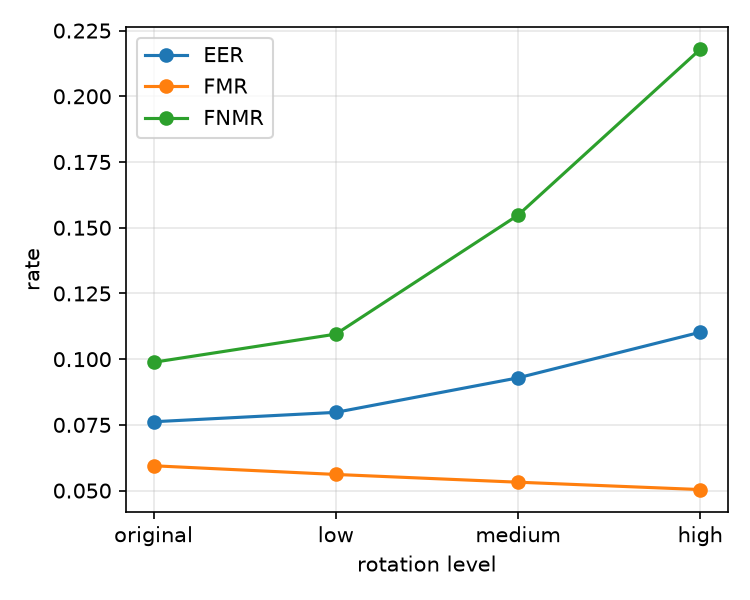 0.225
0.200
0.175
0.150
0.125
0.100
0.075
0.050
rate
EER
FMR
FNMR
original low medium high
rotation level